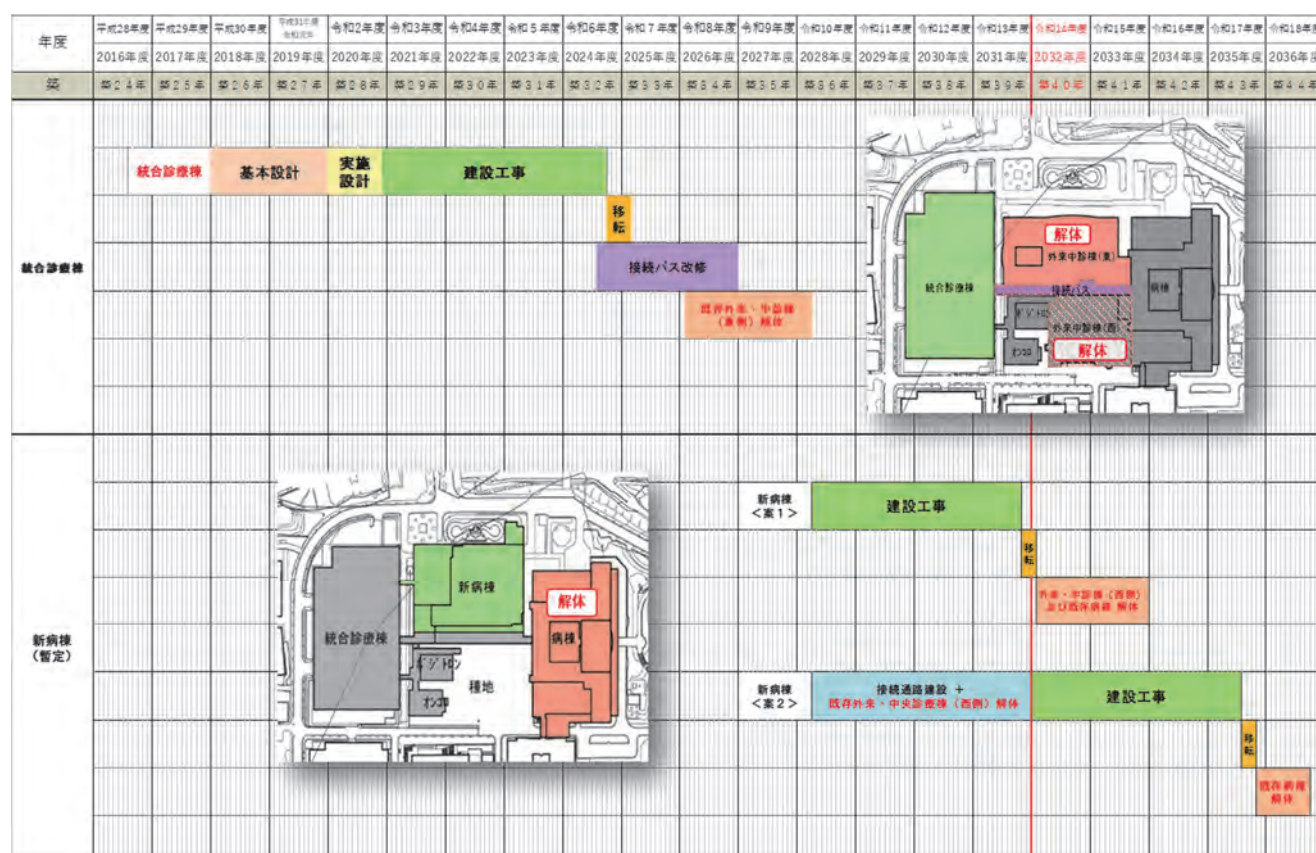 年度
平成28年度 平成29年度 平成30年度 平成31年度 令和元年 令和2年度 令和3年度 令和4年度 令和5年度 令和6年度 令和7年度 令和8年度 令和9年度 令和10年度 令和11年度 令和12年度 令和13年度 令和14年度 令和15年度 令和16年度 令和17年度 令和18年度
2016年度 2017年度 2018年度 2019年度 2020年度 2021年度 2022年度 2023年度 2024年度 2025年度 2026年度 2027年度 2028年度 2029年度 2030年度 2031年度 2032年度 2033年度 2034年度 2035年度 2036年度
築 築24年 築25年 築26年 築27年 築28年 築29年 築30年 築31年 築32年 築33年 築34年 築35年 築36年 築37年 築38年 築39年 築40年 築41年 築42年 築43年 築44年
統合診療棟
統合診療棟 基本設計 実施
設計
建設工事
移
転
接続パス改修
既存外来・中診棟
(東側)解体
統合診療棟
解体
外来中診棟(東)
接続パス
病棟
ポジトロン
外来中診棟(西)
オンコロ
解体
新病棟
(暫定)
新病棟
解体
統合診療棟
病棟
ポジトロン
オンコロ
種地
新病棟
<案1>
建設工事
移
転
外来・中診棟(西側)
及び既存病棟 解体
新病棟
<案2>
接続通路建設 +
既存外来・中央診療棟(西側)解体
建設工事
移
転
既存病棟
解体